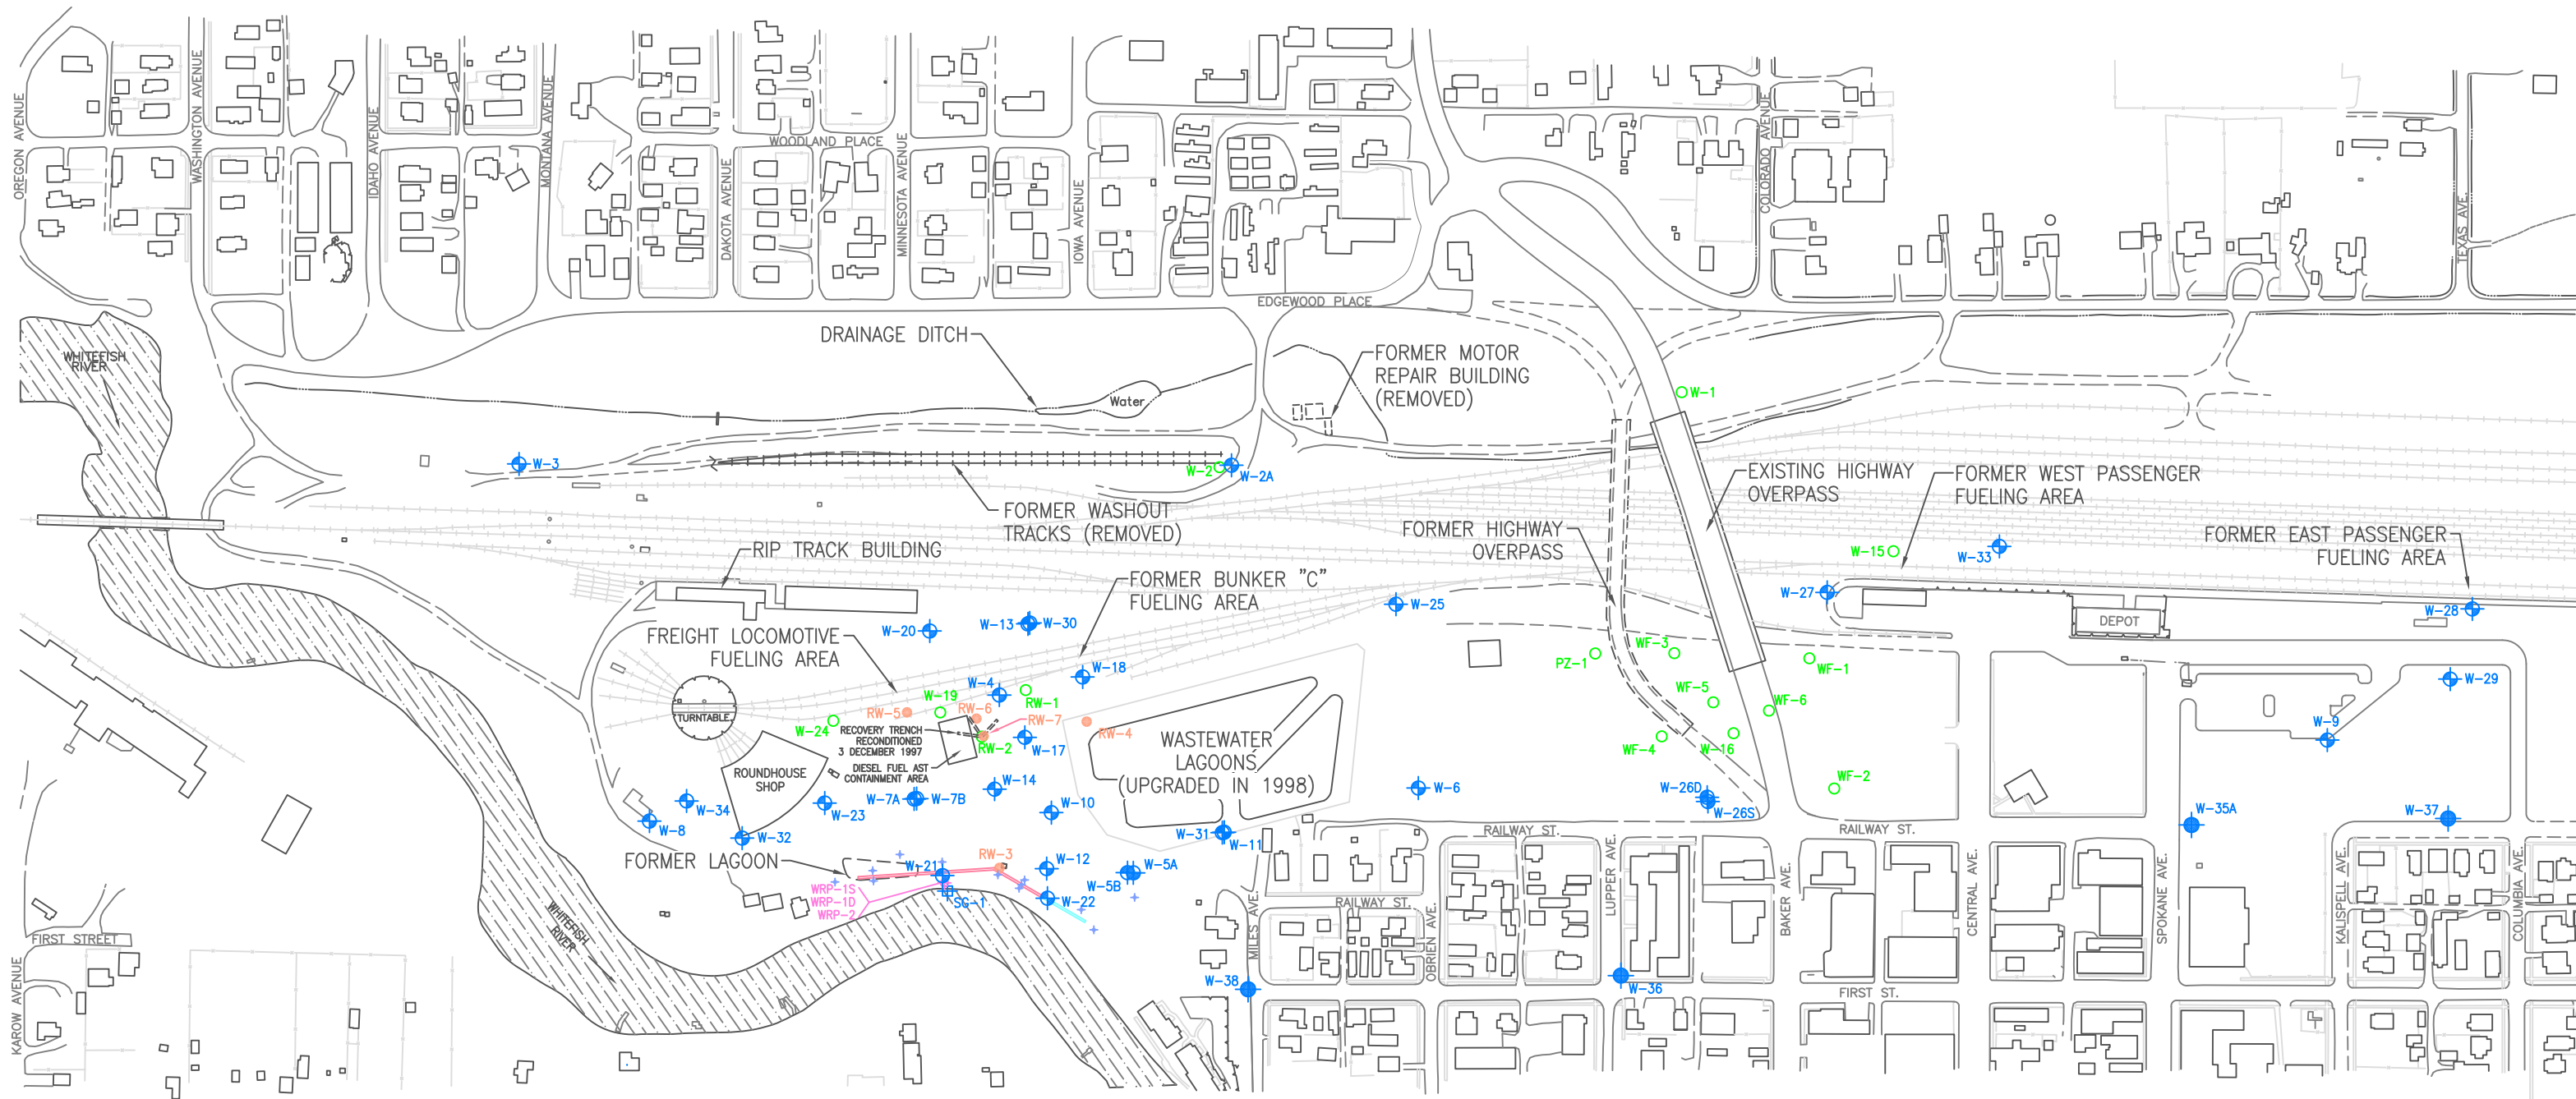 OREGON AVENUE
WASHINGTON AVENUE
IDAHO AVENUE
MONTANA AVENUE
DAKOTA AVENUE
WOODLAND PLACE
MINNESOTA AVENUE
IOWA AVENUE
COLORADO AVENUE
TEXAS AVE.
EDGEWOOD PLACE
WHITEFISH
RIVER
DRAINAGE DITCH
Water
FORMER MOTOR
REPAIR BUILDING
(REMOVED)
W-1
W-3
W-2
W-2A
FORMER WASHOUT
TRACKS (REMOVED)
EXISTING HIGHWAY
OVERPASS
FORMER WEST PASSENGER
FUELING AREA
FORMER HIGHWAY
OVERPASS
FORMER EAST PASSENGER
FUELING AREA
W-15
W-33
RIP TRACK BUILDING
FORMER BUNKER "C"
FUELING AREA
W-25
W-27
W-28
DEPOT
W-20
W-13
W-30
FREIGHT LOCOMOTIVE
FUELING AREA
PZ-1
WF-3
WF-1
W-18
W-4
W-19
RW-1
W-29
WF-5
WF-6
RW-5
RW-6
RW-7
RW-4
TURNTABLE
W-24
RECOVERY TRENCH
RECONDITIONED
3 DECEMBER 1997
RW-2
W-17
WF-4
W-16
W-9
DIESEL FUEL AST
CONTAINMENT AREA
WASTEWATER
LAGOONS
(UPGRADED IN 1998)
ROUNDHOUSE
SHOP
W-14
W-6
WF-2
W-26D
W-26S
W-34
W-23
W-7A
W-7B
W-10
W-8
W-32
W-31
W-11
W-35A
W-37
RAILWAY ST.
RAILWAY ST.
FORMER LAGOON
W-21
RW-3
W-12
W-5A
W-5B
WRP-1S
WRP-1D
WRP-2
SG-1
W-22
RAILWAY ST.
WHITEFISH
RIVER
MILES AVE.
OBRIEN AVE.
LUPPER AVE.
BAKER AVE.
CENTRAL AVE.
SPOKANE AVE.
KALISPELL AVE.
COLUMBIA AVE.
FIRST STREET
KAROW AVENUE
W-38
W-36
FIRST ST.